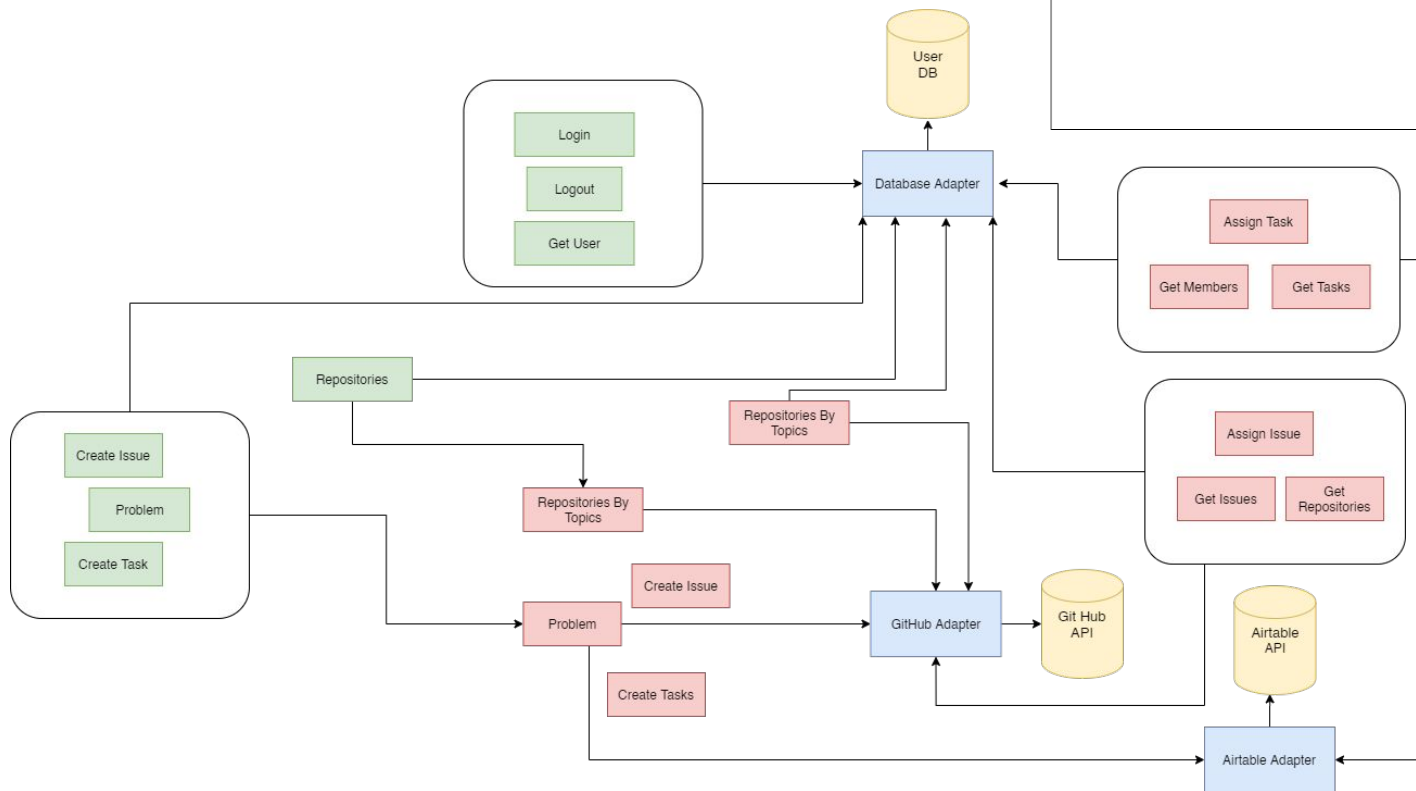 User
DB
Login
Logout
Get User
Database Adapter
Assign Task
Get Members
Get Tasks
Repositories
Repositories By
Topics
Assign Issue
Get Issues
Get
Repositories
Create Issue
Problem
Create Task
Repositories By
Topics
Create Issue
Problem
Create Tasks
GitHub Adapter
Git Hub
API
Airtable
API
Airtable Adapter